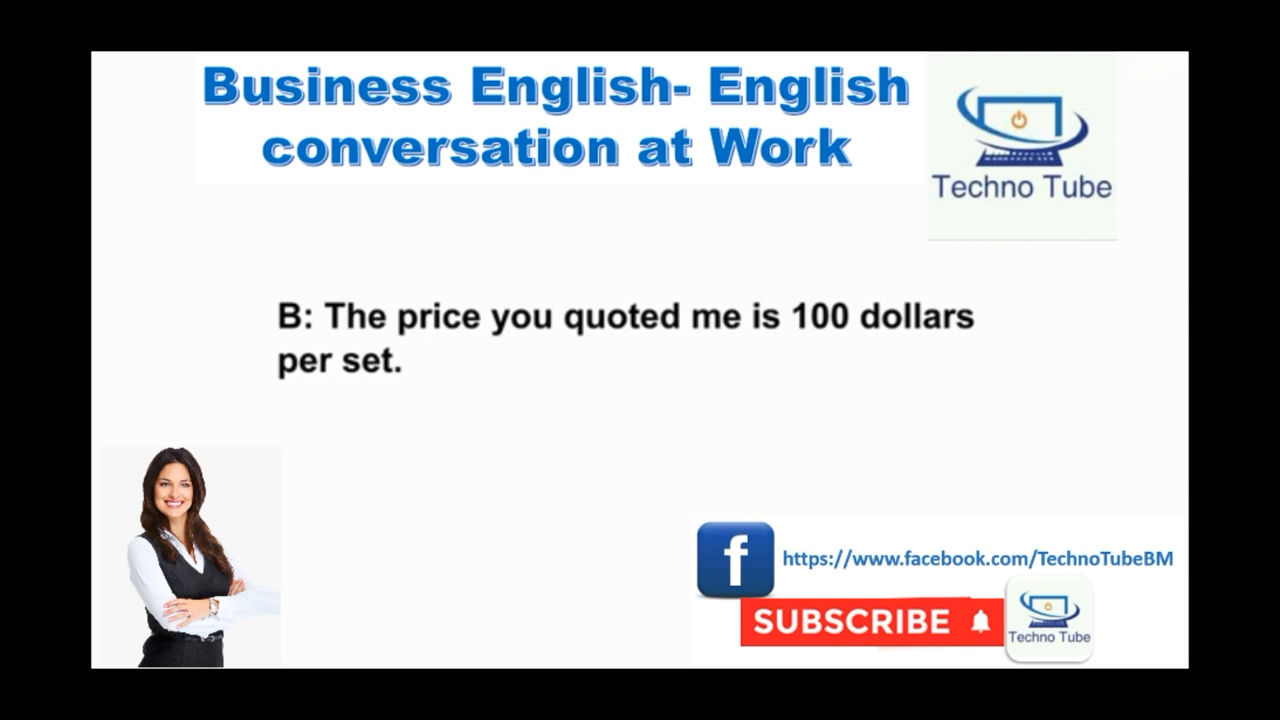 Business English- English
conversation at Work
Techno Tube
B: The price you quoted me is 100 dollars
per set.
f
https://www.facebook.com/TechnoTubeBM
SUBSCRIBE
Techno Tube